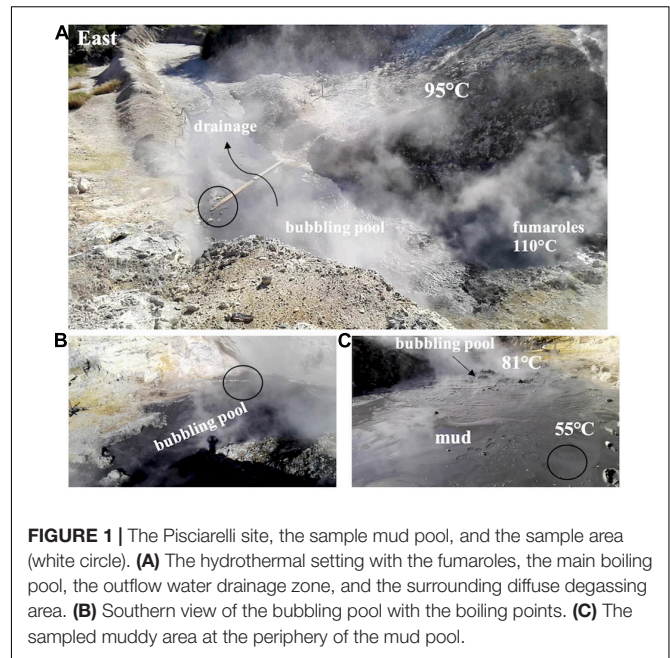 A
East
95°C
drainage
bubbling pool
fumaroles
110°C
B
bubbling pool
C
bubbling pool
81°C
mud
55°C
FIGURE 1 | The Pisciarelli site, the sample mud pool, and the sample area
(white circle). (A) The hydrothermal setting with the fumaroles, the main boiling
pool, the outflow water drainage zone, and the surrounding diffuse degassing
area. (B) Southern view of the bubbling pool with the boiling points. (C) The
sampled muddy area at the periphery of the mud pool.